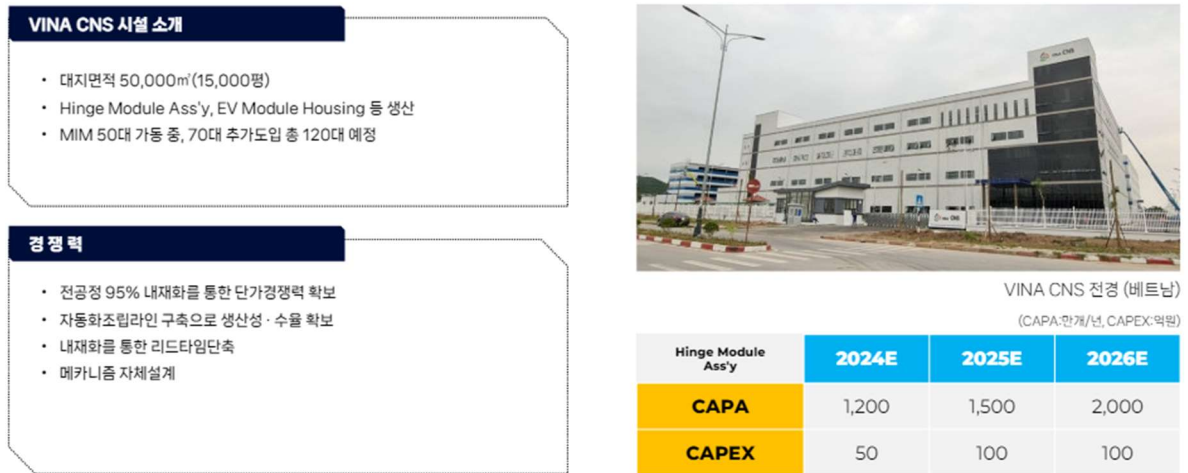 VINA CNS 시설 소개
• 대지면적 50,000㎡(15,000평)
• Hinge Module Ass'y, EV Module Housing 등 생산
• MIM 50대 가동 중, 70대 추가도입 총 120대 예정
경쟁력
• 전공정 95% 내재화를 통한 단가경쟁력 확보
• 자동화조립라인 구축으로 생산성 · 수율 확보
• 내재화를 통한 리드타임단축
• 메카니즘 자체설계
VINA CNS
CNS
VINA CNS 전경 (베트남)
(CAPA:만개/년, CAPEX:억원)
Hinge Module
Ass'y
2024E 2025E 2026E
CAPA 1,200 1,500 2,000
CAPEX 50 100 100